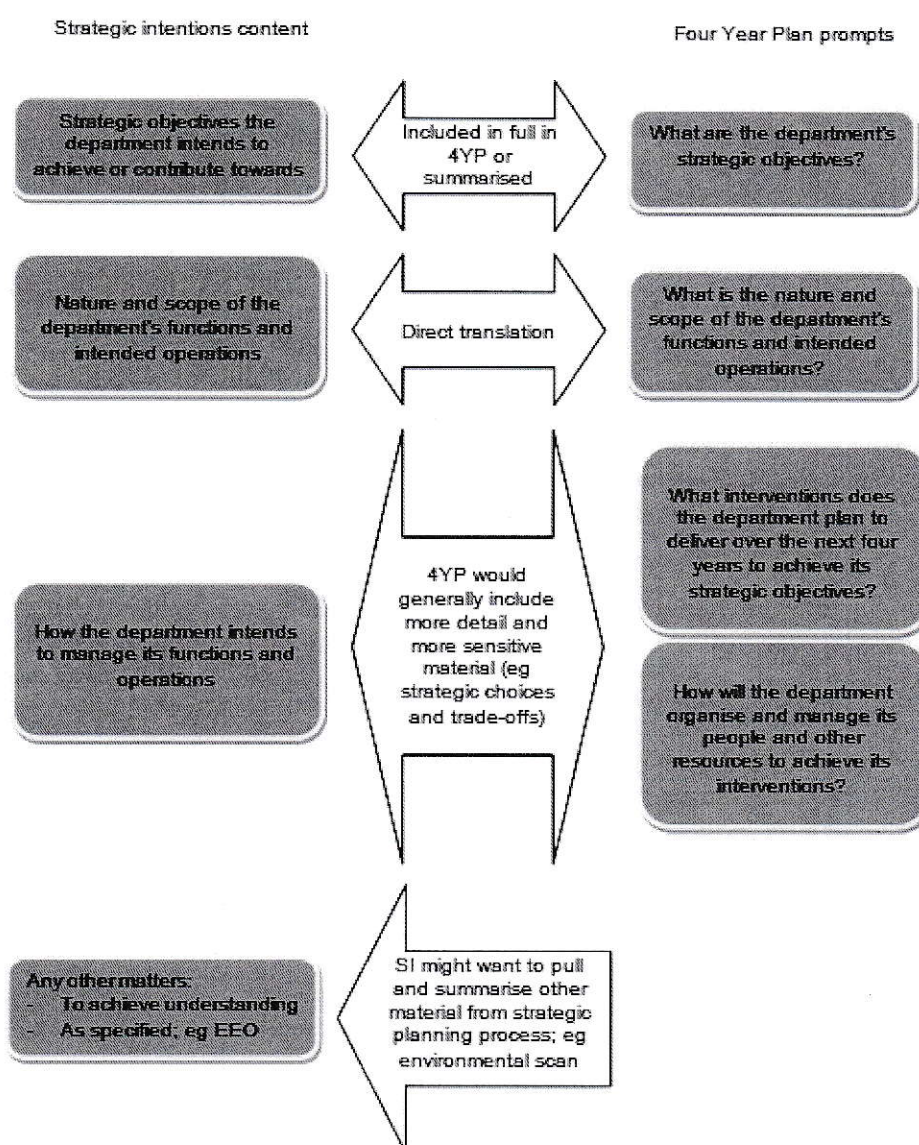 Strategic intentions content
Four Year Plan prompts
Strategic objectives the
department intends to
achieve or contribute towards
Included in full in
4YP or
summarised
What are the department's
strategic objectives?
Nature and scope of the
department's functions and
intended operations
Direct translation
What is the nature and
scope of the department's
functions and intended
operations?
How the department intends
to manage its functions and
operations
4YP would
generally include
more detail and
more sensitive
material (eg
strategic choices
and trade-offs)
What interventions does
the department plan to
deliver over the next four
years to achieve its
strategic objectives?
How will the department
organise and manage its
people and other
resources to achieve its
interventions?
Any other matters:
- To achieve understanding
- As specified; eg EEO
SI might want to pull
and summarise other
material from strategic
planning process; eg
environmental scan